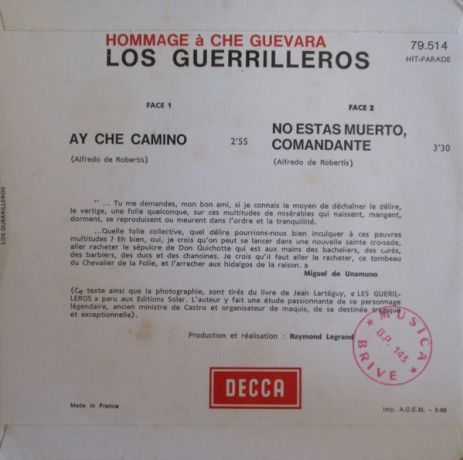 HOMMAGE à CHE GUEVARA
LOS GUERRILLEROS
79.514
HIT-PARADE
FACE 1
AY CHE CAMINO 2'55
(Alfredo de Robertis)
FACE 2
NO ESTAS MUERTO,
COMANDANTE 3'30
(Alfredo de Robertis)
LOS GUERRILLEROS
" ... Tu me demandes, mon bon ami, si je connais le moyen de déchaîner le délire,
le vertige, une folie quelconque, sur ces multitudes de misérables qui naissent, mangent,
dorment, se reproduisent ou meurent dans l'ordre et la tranquillité.
...Quelle folie collective, quel délire pourrions-nous bien inculquer à ces pauvres
multitudes ? Eh bien, oui, je crois qu'on peut se lancer dans une nouvelle sainte croisade,
aller racheter le sépulcre de Don Quichotte qui est aux mains des bacheliers, des curés,
des barbiers, des ducs et des chanoines. Je crois qu'il faut aller le racheter, ce tombeau
du Chevalier de la Folie, et l'arracher aux hidalgos de la raison. »
Miguel de Unamuno
(Ce texte ainsi que la photographie, sont tirés du livre de Jean Lartéguy, « LES GUERIL-
LEROS » paru aux Editions Solar. L'auteur y fait une étude passionnante de ce personnage
légendaire, ancien ministre de Castro et organisateur de maquis, de sa destinée tragique
et exceptionnelle).
Production et réalisation : Raymond Legrand
MUSICA
B.P. 143
BRIVE
DECCA
Made in France
Imp. A.G.E.M. - 2-68